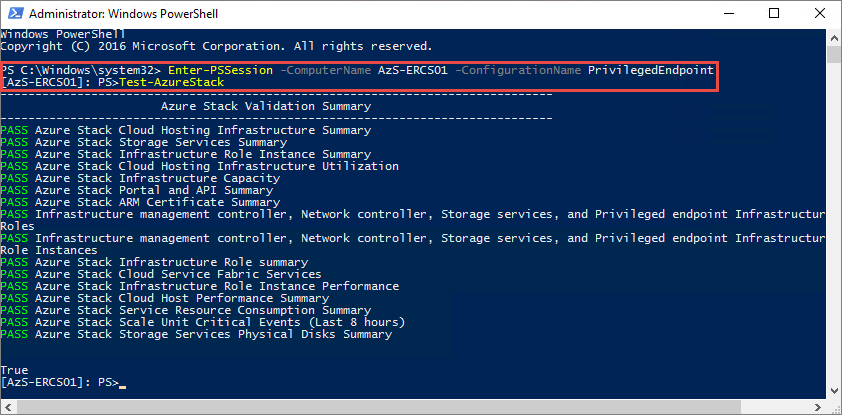 Administrator: Windows PowerShell
Windows PowerShell
Copyright (C) 2016 Microsoft Corporation. All rights reserved.
PS C:\Windows\system32> Enter-PSSession -ComputerName AzS-ERCS01 -ConfigurationName PrivilegedEndpoint
[AzS-ERCS01]: PS>Test-AzureStack
----------------------------------------------------------------------
Azure Stack Validation Summary
----------------------------------------------------------------------
PASS Azure Stack Cloud Hosting Infrastructure Summary
PASS Azure Stack Storage Services Summary
PASS Azure Stack Infrastructure Role Instance Summary
PASS Azure Stack Cloud Hosting Infrastructure Utilization
PASS Azure Stack Infrastructure Capacity
PASS Azure Stack Portal and API Summary
PASS Azure Stack ARM Certificate Summary
PASS Infrastructure management controller, Network controller, Storage services, and Privileged endpoint Infrastructur
Roles
PASS Infrastructure management controller, Network controller, Storage services, and Privileged endpoint Infrastructur
Role Instances
PASS Azure Stack Infrastructure Role summary
PASS Azure Stack Cloud Service Fabric Services
PASS Azure Stack Infrastructure Role Instance Performance
PASS Azure Stack Cloud Host Performance Summary
PASS Azure Stack Service Resource Consumption Summary
PASS Azure Stack Scale Unit Critical Events (Last 8 hours)
PASS Azure Stack Storage Services Physical Disks Summary
True
[AzS-ERCS01]: PS>_